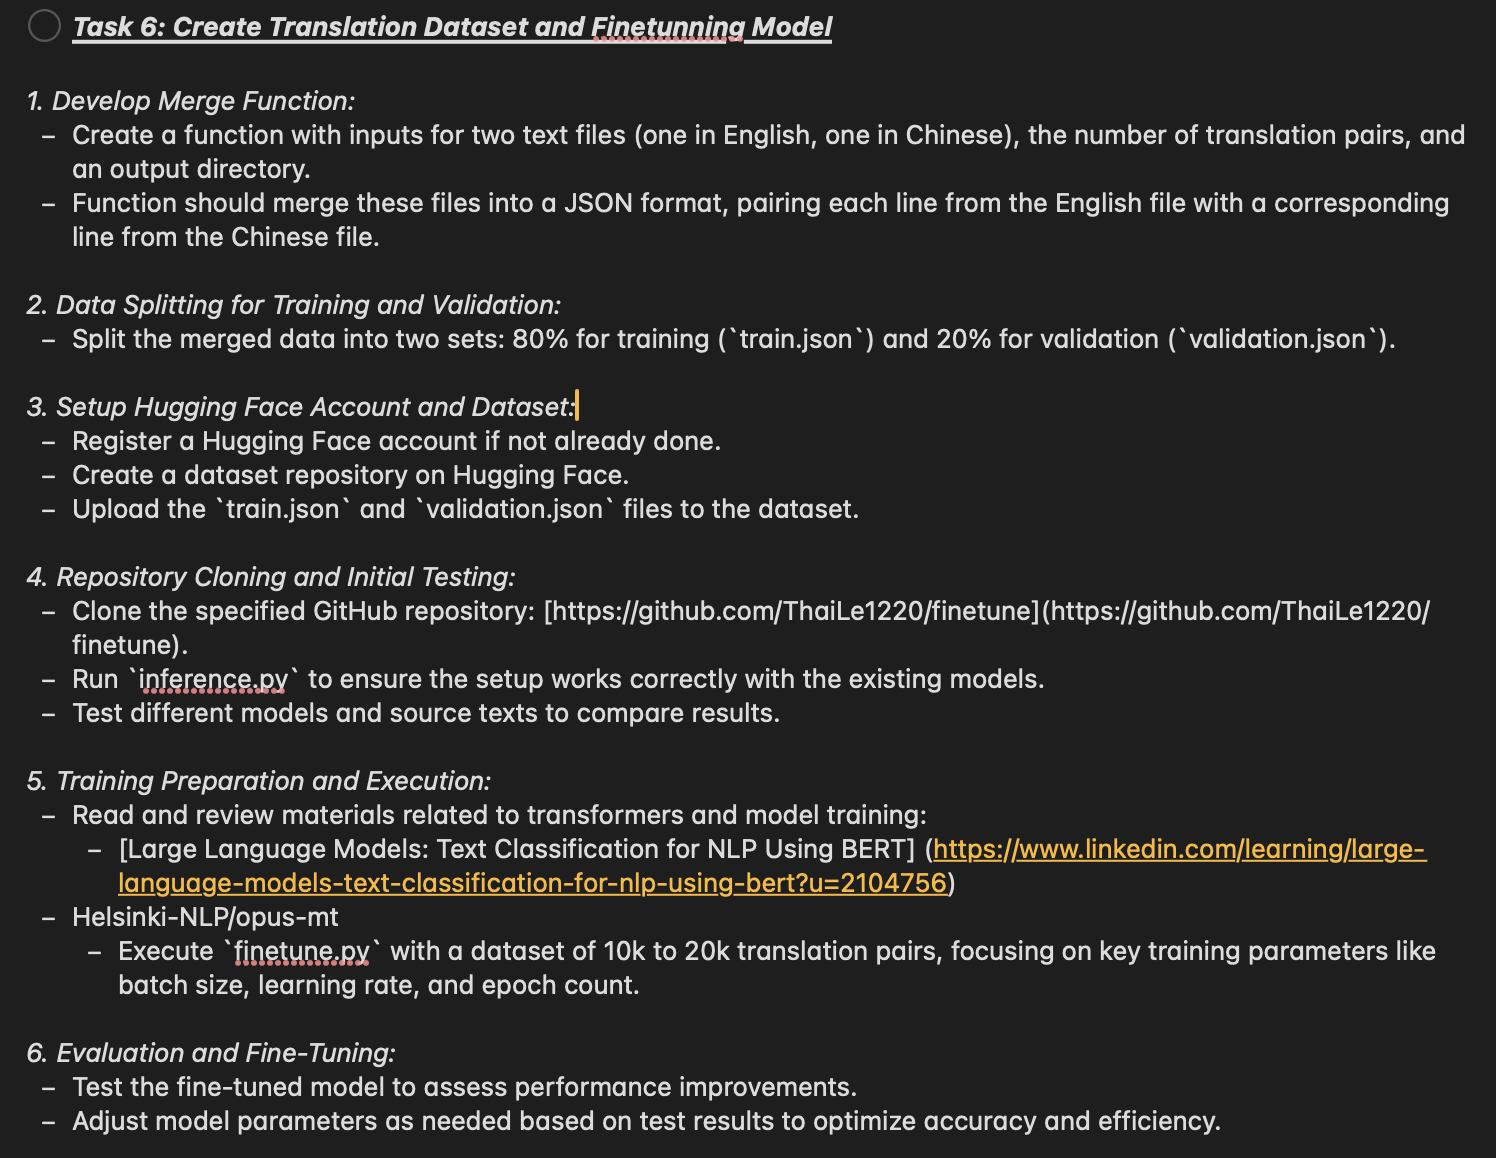 Task 6: Create Translation Dataset and Finetunning Model
1. Develop Merge Function:
– Create a function with inputs for two text files (one in English, one in Chinese), the number of translation pairs, and
an output directory.
– Function should merge these files into a JSON format, pairing each line from the English file with a corresponding
line from the Chinese file.
2. Data Splitting for Training and Validation:
– Split the merged data into two sets: 80% for training (`train.json`) and 20% for validation (`validation.json`).
3. Setup Hugging Face Account and Dataset:
– Register a Hugging Face account if not already done.
– Create a dataset repository on Hugging Face.
– Upload the `train.json` and `validation.json` files to the dataset.
4. Repository Cloning and Initial Testing:
– Clone the specified GitHub repository: [https://github.com/ThaiLe1220/finetune](https://github.com/ThaiLe1220/
finetune).
– Run `inference.py` to ensure the setup works correctly with the existing models.
– Test different models and source texts to compare results.
5. Training Preparation and Execution:
– Read and review materials related to transformers and model training:
– [Large Language Models: Text Classification for NLP Using BERT] (https://www.linkedin.com/learning/large-
language-models-text-classification-for-nlp-using-bert?u=2104756)
– Helsinki-NLP/opus-mt
– Execute `finetune.py` with a dataset of 10k to 20k translation pairs, focusing on key training parameters like
batch size, learning rate, and epoch count.
6. Evaluation and Fine-Tuning:
– Test the fine-tuned model to assess performance improvements.
– Adjust model parameters as needed based on test results to optimize accuracy and efficiency.